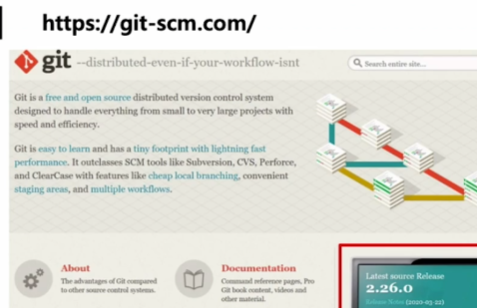 https://git-scm.com/
git --distributed-even-if-your-workflow-isnt
Search entire site...
Git is a free and open source distributed version control system
designed to handle everything from small to very large projects with
speed and efficiency.
Git is easy to learn and has a tiny footprint with lightning fast
performance. It outclasses SCM tools like Subversion, CVS, Perforce,
and ClearCase with features like cheap local branching, convenient
staging areas, and multiple workflows.
About
The advantages of Git compared
to other source control systems.
Documentation
Command reference pages, Pro
Git book content, videos and
other material.
Latest source Release
2.26.0
Release Notes (2020-03-22)